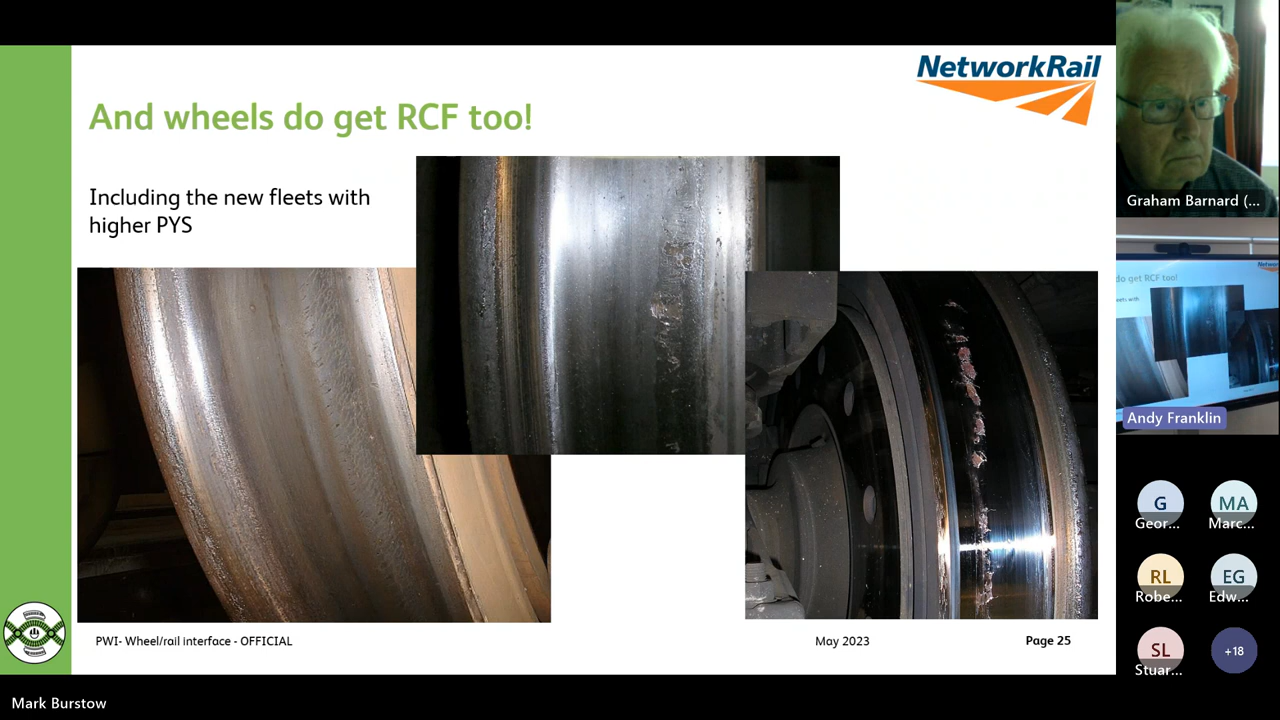 NetworkRail
And wheels do get RCF too!
Including the new fleets with
higher PYS
PWI- Wheel/rail interface - OFFICIAL
May 2023
Page 25
Graham Barnard (...
Networ
do get RCF too!
Andy Franklin
G
MA
Geor...
Marc...
RL
EG
Robe...
Edw...
SL
+18
Stuar...
Mark Burstow